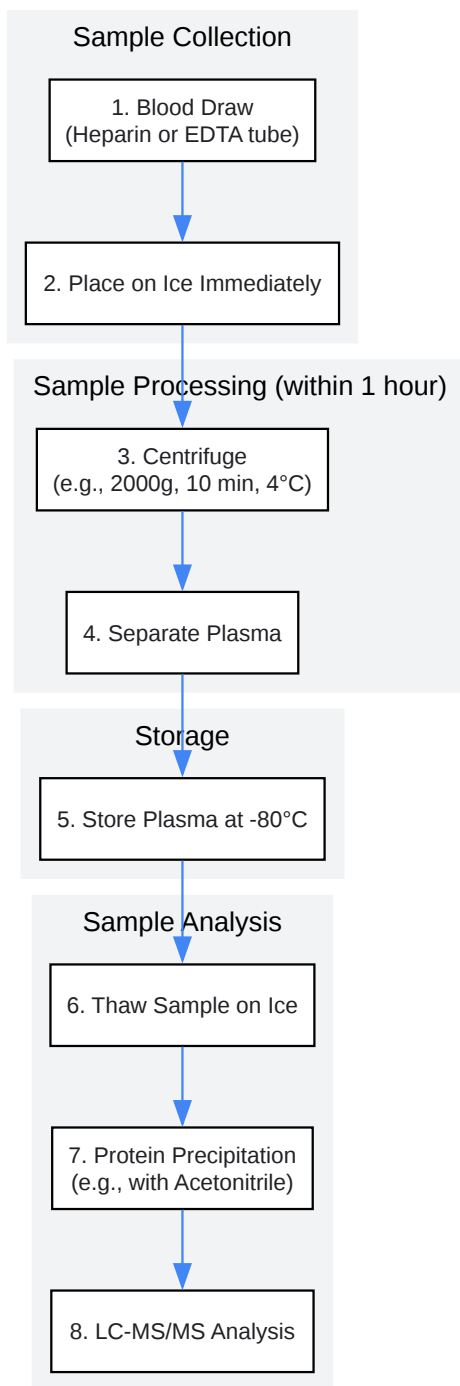 Sample Collection
1. Blood Draw
(Heparin or EDTA tube)
2. Place on Ice Immediately
Sample Processing (within 1 hour)
3. Centrifuge
(e.g., 2000g, 10 min, 4°C)
4. Separate Plasma
Storage
5. Store Plasma at -80°C
Sample Analysis
6. Thaw Sample on Ice
7. Protein Precipitation
(e.g., with Acetonitrile)
8. LC-MS/MS Analysis